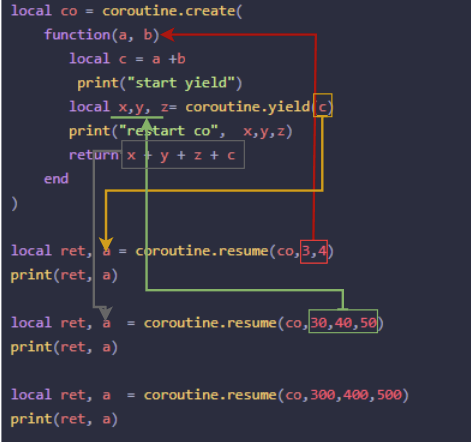 local co = coroutine.create(
function(a, b)
local c = a +b
print("start yield")
local x,y, z= coroutine.yield(c)
print("restart co", x,y,z)
return x + y + z + c
end
)
local ret, a = coroutine.resume(co,3,4)
print(ret, a)
local ret, a = coroutine.resume(co,30,40,50)
print(ret, a)
local ret, a = coroutine.resume(co,300,400,500)
print(ret, a)